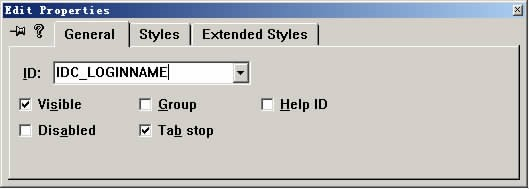 Edit Properties
General Styles Extended Styles
ID: IDC_LOGINNAME
Visible Group Help ID
Disabled Tab stop